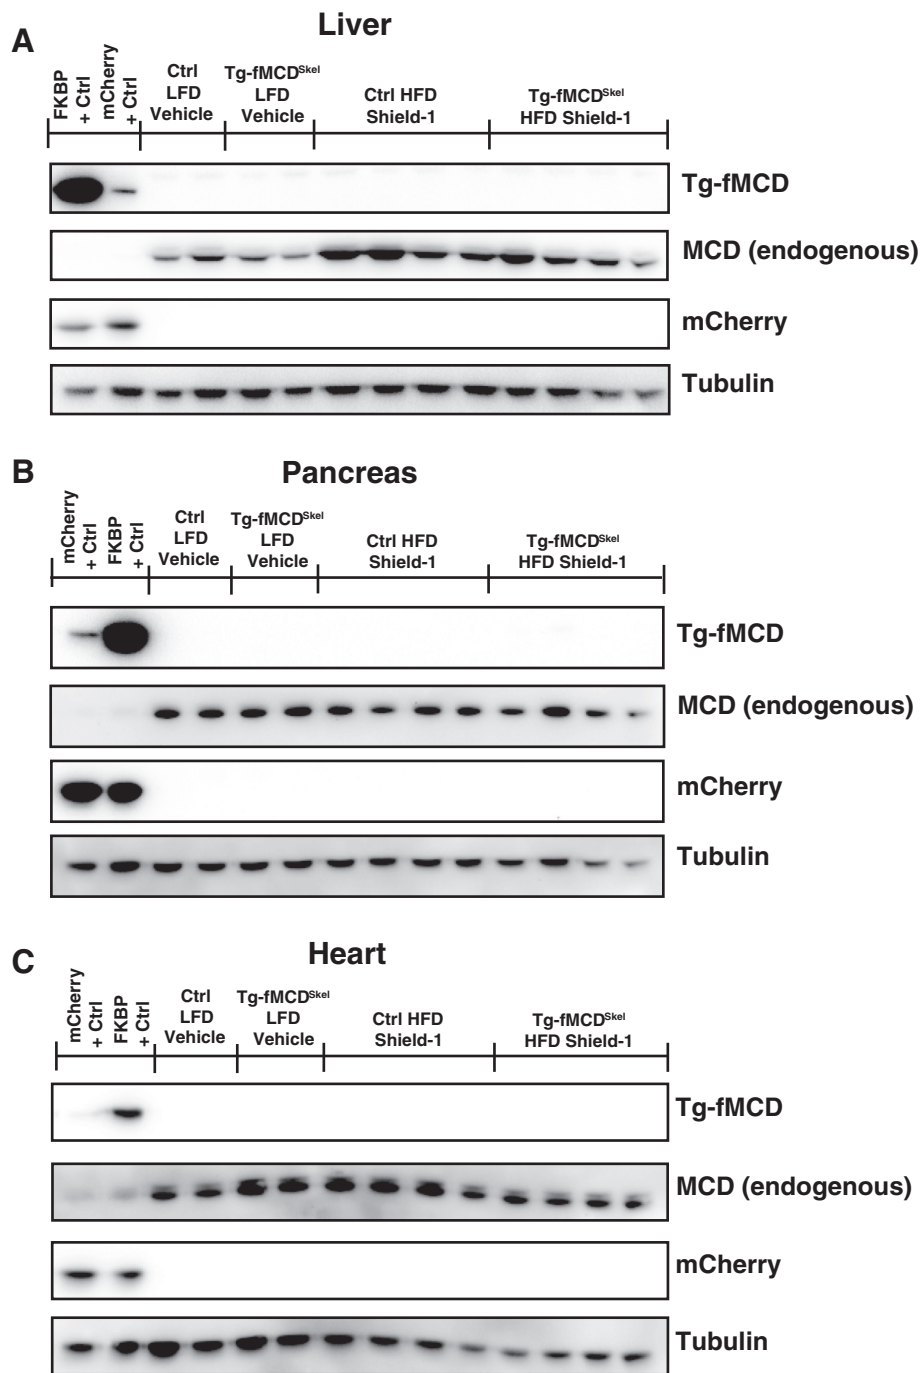 A
Liver
FKBP
+ Ctrl
mCherry
+ Ctrl
Ctrl
LFD
Vehicle
Tg-fMCDSkel
LFD
Vehicle
Ctrl HFD
Shield-1
Tg-fMCDSkel
HFD Shield-1
Tg-fMCD
MCD (endogenous)
mCherry
Tubulin
B
Pancreas
mCherry
+ Ctrl
FKBP
+ Ctrl
Ctrl
LFD
Vehicle
Tg-fMCDSkel
LFD
Vehicle
Ctrl HFD
Shield-1
Tg-fMCDSkel
HFD Shield-1
Tg-fMCD
MCD (endogenous)
mCherry
Tubulin
C
Heart
mCherry
+ Ctrl
FKBP
+ Ctrl
Ctrl
LFD
Vehicle
Tg-fMCDSkel
LFD
Vehicle
Ctrl HFD
Shield-1
Tg-fMCDSkel
HFD Shield-1
Tg-fMCD
MCD (endogenous)
mCherry
Tubulin